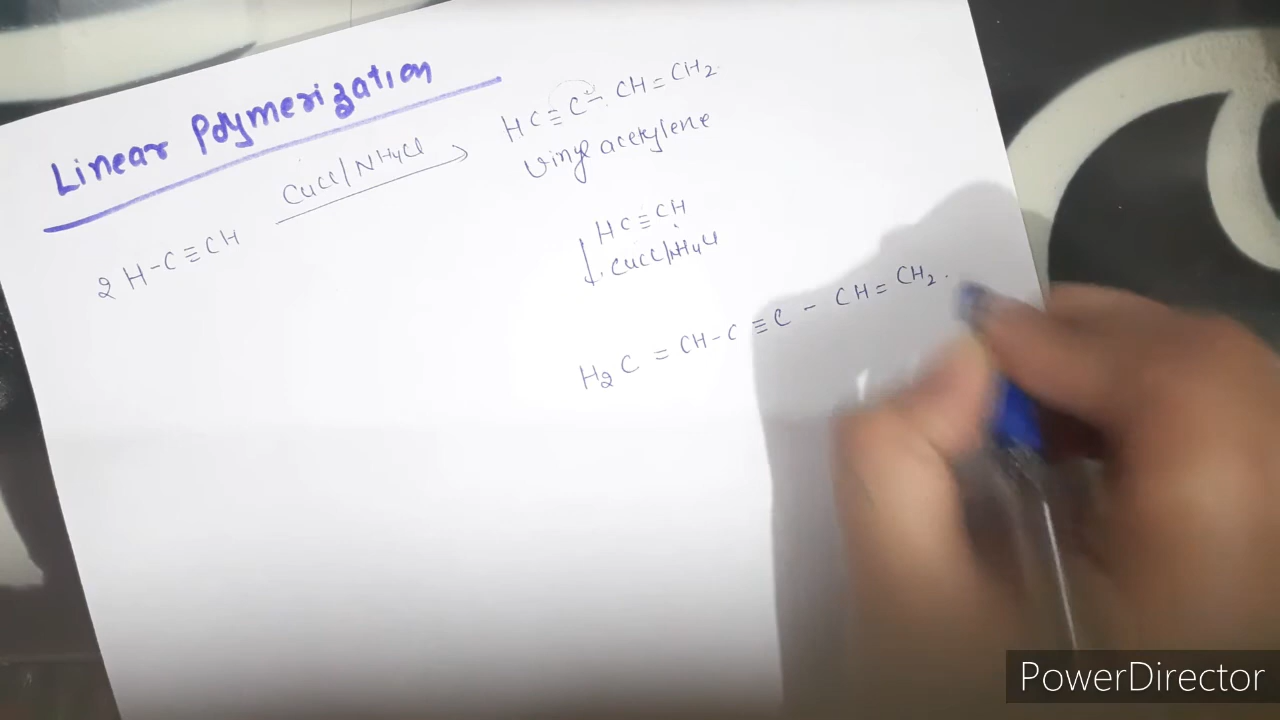 Linear Polymerization
2 H-C≡CH
CuCl/NH4Cl
HC≡C-CH=CH2
Vinyl acetylene
HC≡CH
CuCl/NH4Cl
H2C=CH-C≡C-CH=CH2.
PowerDirector